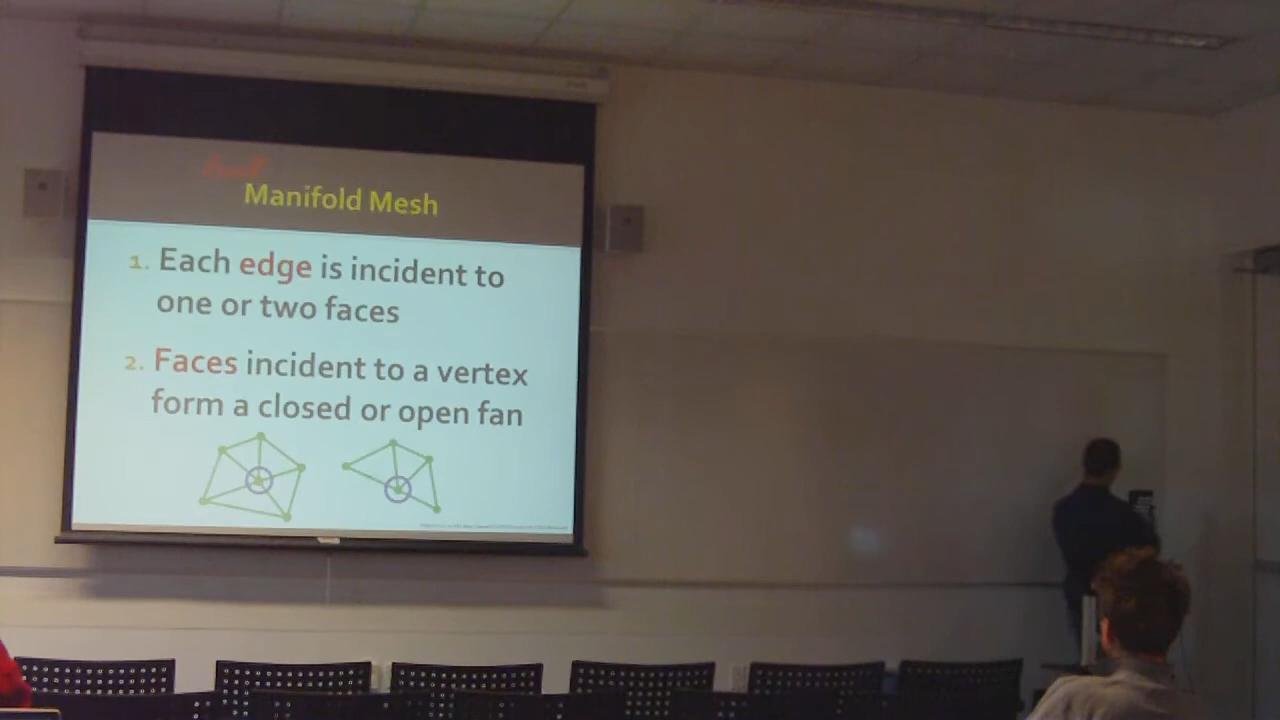 Manifold Mesh
1. Each edge is incident to
one or two faces
2. Faces incident to a vertex
form a closed or open fan